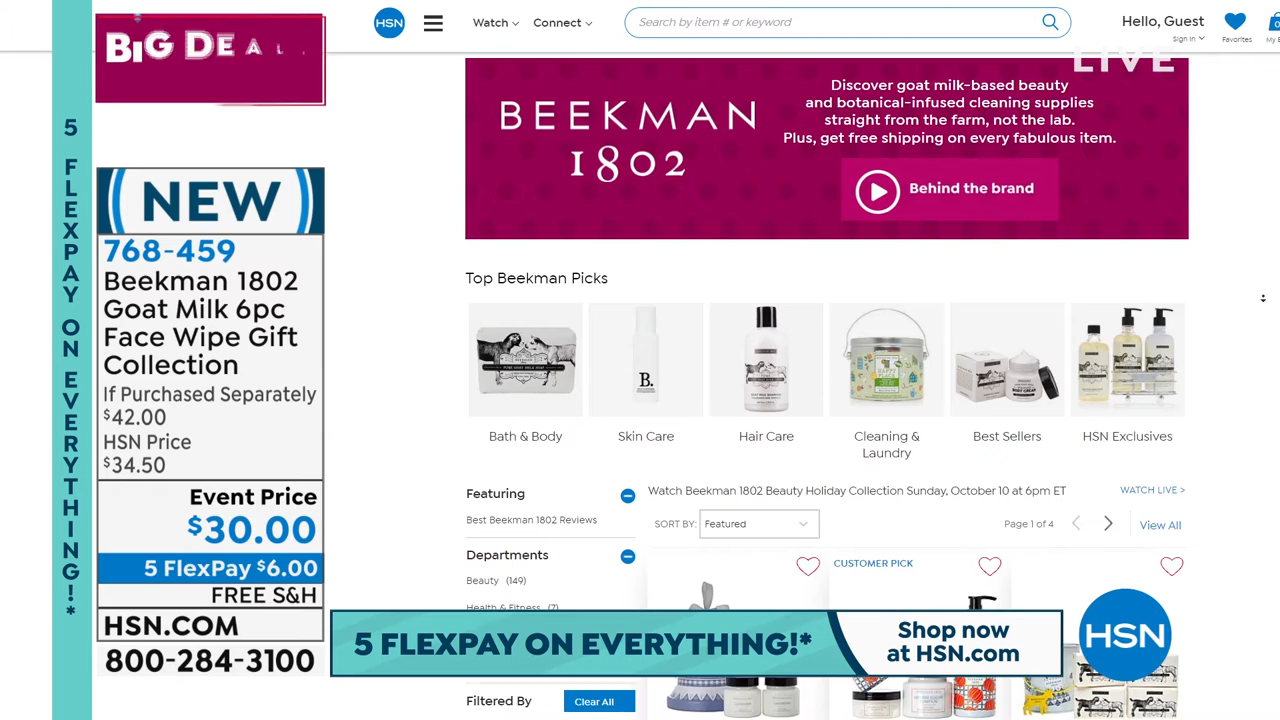 BIG DEAL
5 FLEXPAY ON EVERYTHING!*
NEW
768-459
Beekman 1802
Goat Milk 6pc
Face Wipe Gift
Collection
If Purchased Separately
$42.00
HSN Price
$34.50
Event Price
$30.00
5 FlexPay $6.00
FREE S&H
HSN.COM
800-284-3100
HSN
Watch
Connect
Search by item # or keyword
Hello, Guest
Sign In
Favorites
0
LIVE
BEEKMAN
1802
Discover goat milk-based beauty
and botanical-infused cleaning supplies
straight from the farm, not the lab.
Plus, get free shipping on every fabulous item.
Behind the brand
Top Beekman Picks
B.
Bath & Body
Skin Care
Hair Care
Cleaning &
Laundry
Best Sellers
HSN Exclusives
Featuring
Best Beekman 1802 Reviews
Departments
Beauty (149)
Health & Fitness (7)
Filtered By
Clear All
Watch Beekman 1802 Beauty Holiday Collection Sunday, October 10 at 6pm ET
WATCH LIVE >
SORT BY:
Featured
Page 1 of 4
View All
CUSTOMER PICK
5 FLEXPAY ON EVERYTHING!*
Shop now
at HSN.com
HSN